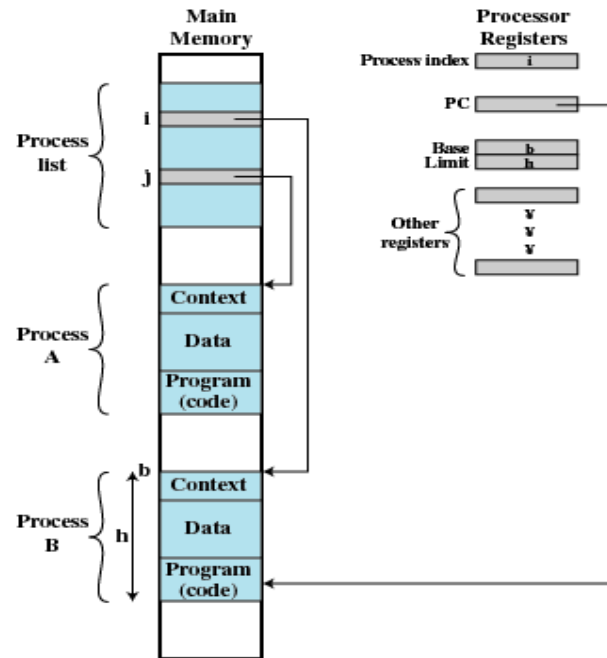 Main
Memory
Processor
Registers
Process index
i
PC
i
Process
list
Base
b
Limit
h
j
Other
registers
¥
¥
¥
Context
Process
A
Data
Program
(code)
b
Context
Process
B
h
Data
Program
(code)